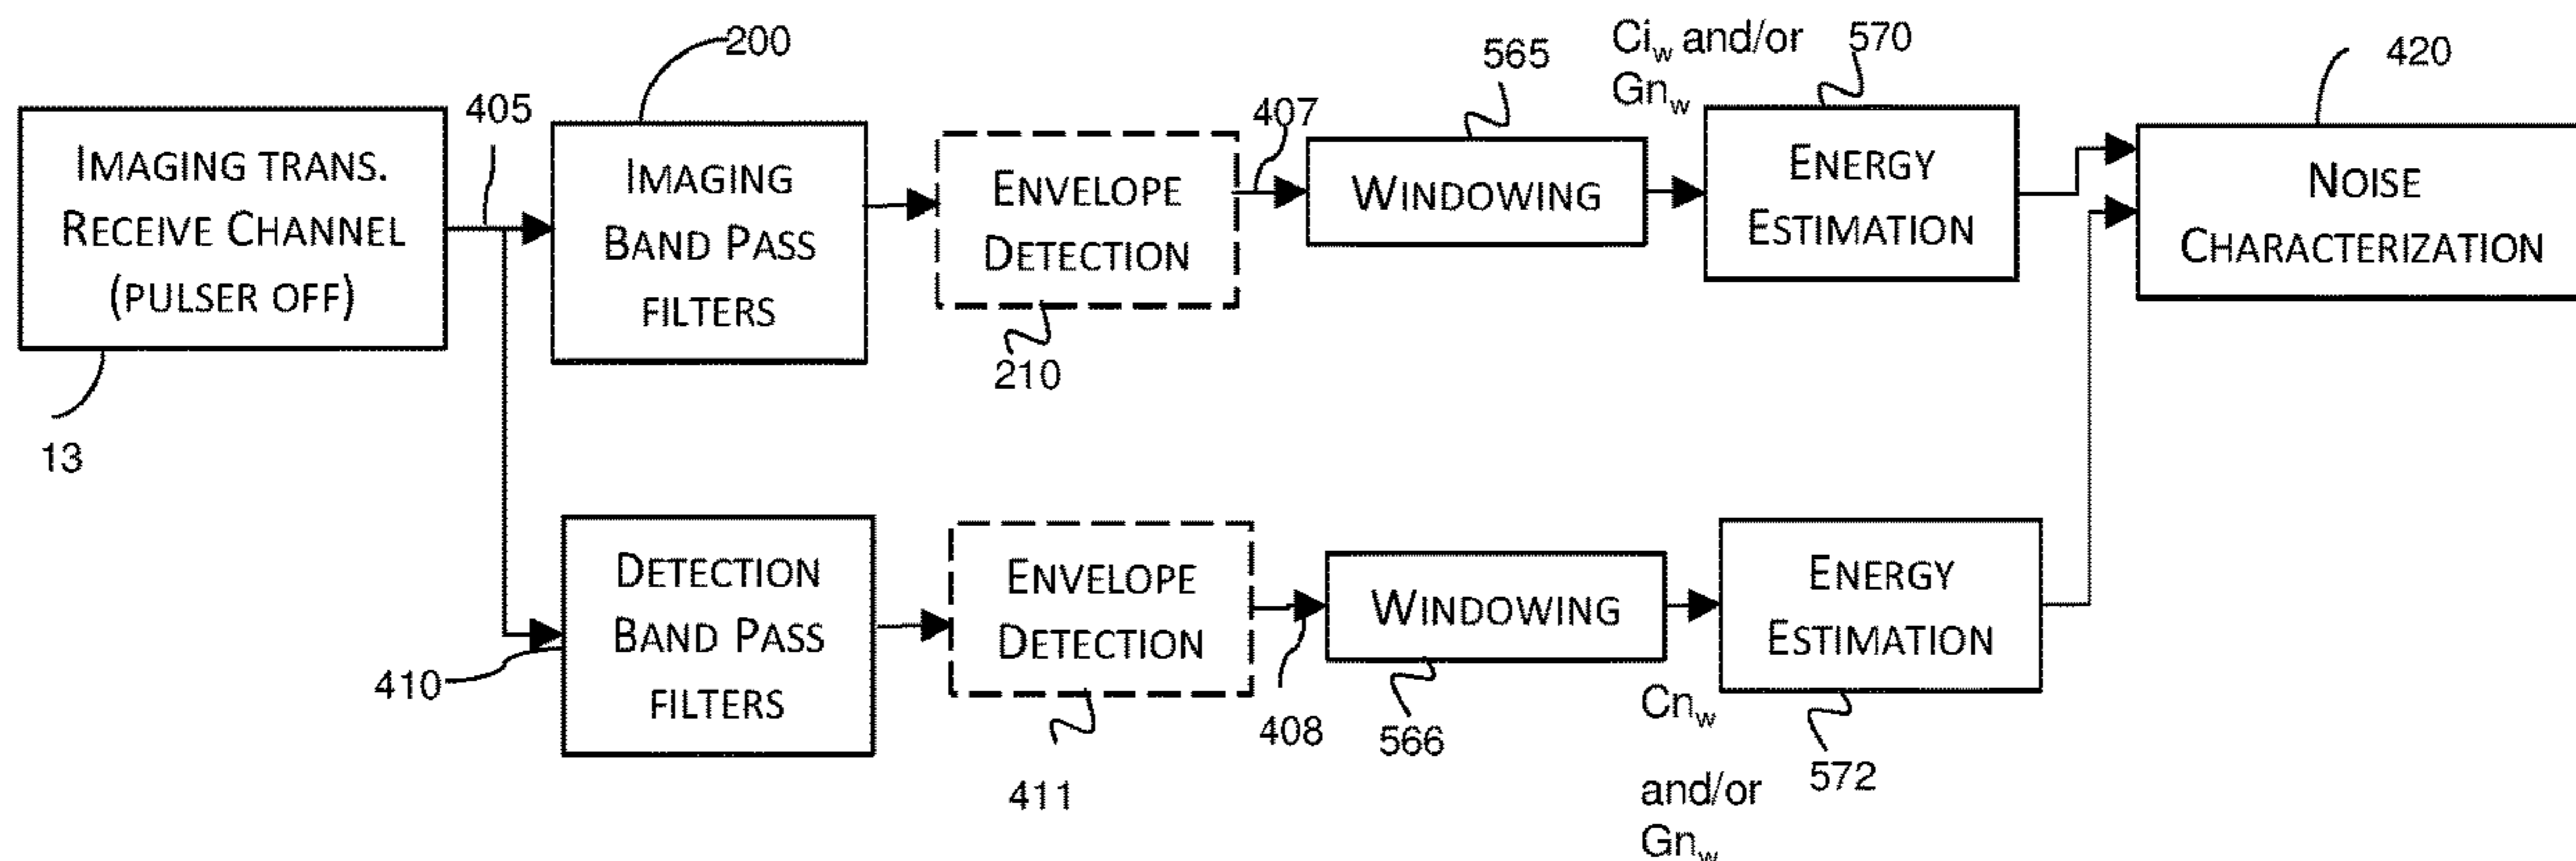 200
Ciw and/or
Gnw
570
565
420
405
407
IMAGING TRANS.
RECEIVE CHANNEL
(PULSER OFF)
IMAGING
BAND PASS
FILTERS
ENVELOPE
DETECTION
WINDOWING
ENERGY
ESTIMATION
NOISE
CHARACTERIZATION
13
210
DETECTION
BAND PASS
FILTERS
ENVELOPE
DETECTION
WINDOWING
ENERGY
ESTIMATION
410
411
408
566
Cnw
and/or
Gnw
572